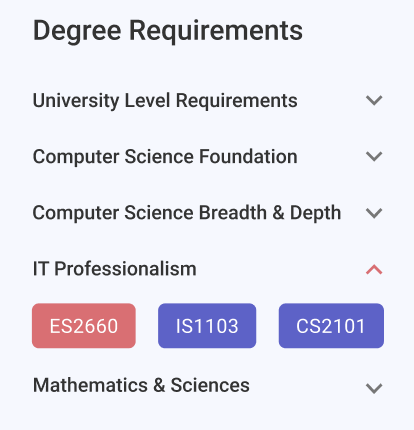 Degree Requirements
University Level Requirements
Computer Science Foundation
Computer Science Breadth & Depth
IT Professionalism
ES2660 IS1103 CS2101
Mathematics & Sciences